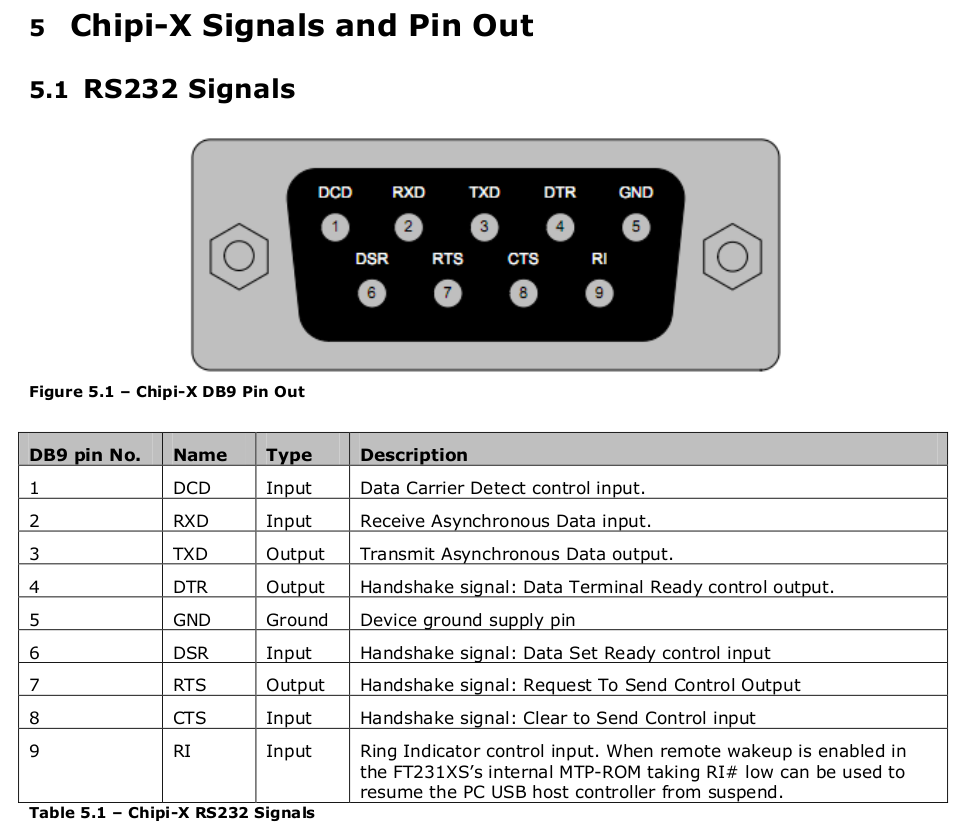 5 Chipi-X Signals and Pin Out
5.1 RS232 Signals
DCD RXD TXD DTR GND
1 2 3 4 5
DSR RTS CTS RI
6 7 8 9
Figure 5.1 – Chipi-X DB9 Pin Out
DB9 pin No. Name Type Description
1 DCD Input Data Carrier Detect control input.
2 RXD Input Receive Asynchronous Data input.
3 TXD Output Transmit Asynchronous Data output.
4 DTR Output Handshake signal: Data Terminal Ready control output.
5 GND Ground Device ground supply pin
6 DSR Input Handshake signal: Data Set Ready control input
7 RTS Output Handshake signal: Request To Send Control Output
8 CTS Input Handshake signal: Clear to Send Control input
9 RI Input Ring Indicator control input. When remote wakeup is enabled in
the FT231XS’s internal MTP-ROM taking RI# low can be used to
resume the PC USB host controller from suspend.
Table 5.1 – Chipi-X RS232 Signals